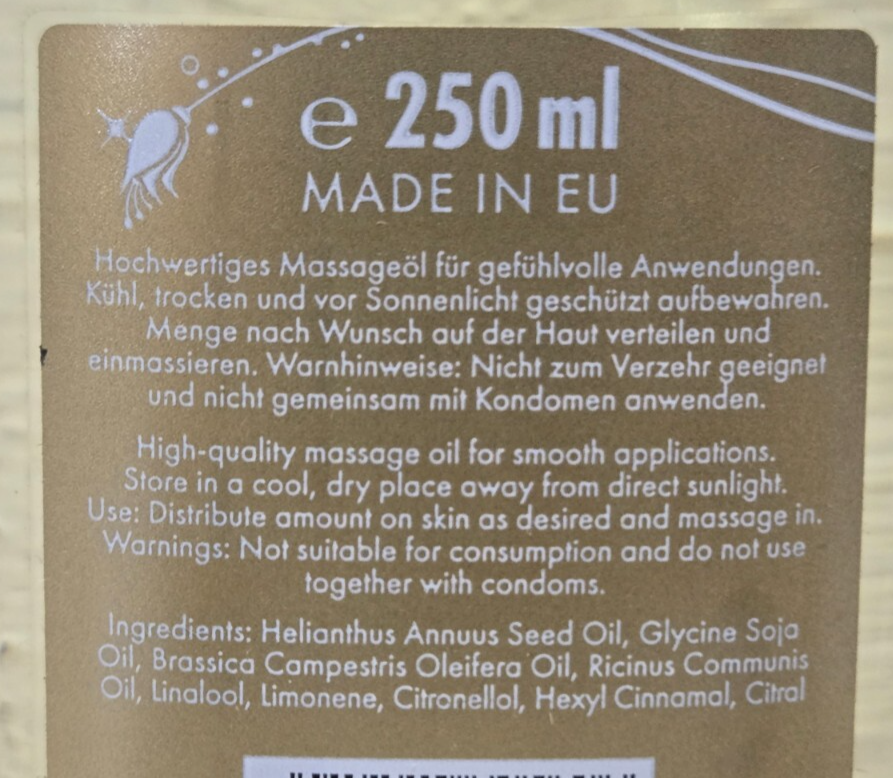 ℮ 250 ml
MADE IN EU
Hochwertiges Massageöl für gefühlvolle Anwendungen.
Kühl, trocken und vor Sonnenlicht geschützt aufbewahren.
Menge nach Wunsch auf der Haut verteilen und
einmassieren. Warnhinweise: Nicht zum Verzehr geeignet
und nicht gemeinsam mit Kondomen anwenden.
High-quality massage oil for smooth applications.
Store in a cool, dry place away from direct sunlight.
Use: Distribute amount on skin as desired and massage in.
Warnings: Not suitable for consumption and do not use
together with condoms.
Ingredients: Helianthus Annuus Seed Oil, Glycine Soja
Oil, Brassica Campestris Oleifera Oil, Ricinus Communis
Oil, Linalool, Limonene, Citronellol, Hexyl Cinnamal, Citral